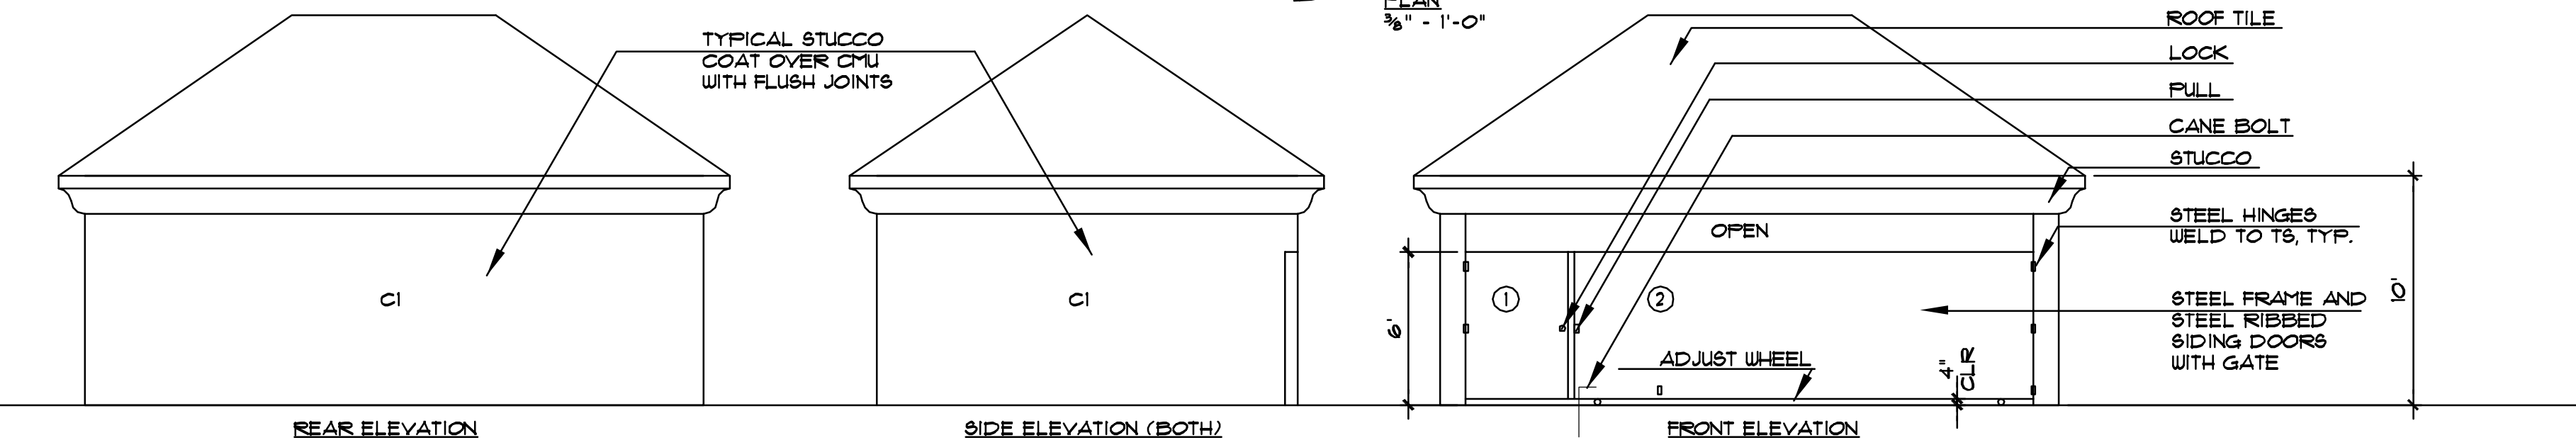 PLAN
3/8" - 1'-0"
TYPICAL STUCCO
COAT OVER CMU
WITH FLUSH JOINTS
C1
REAR ELEVATION
C1
SIDE ELEVATION (BOTH)
ROOF TILE
LOCK
PULL
CANE BOLT
STUCCO
STEEL HINGES
WELD TO TS, TYP.
OPEN
1
2
6'
10'
STEEL FRAME AND
STEEL RIBBED
SIDING DOORS
WITH GATE
ADJUST WHEEL
4"
CLR
FRONT ELEVATION